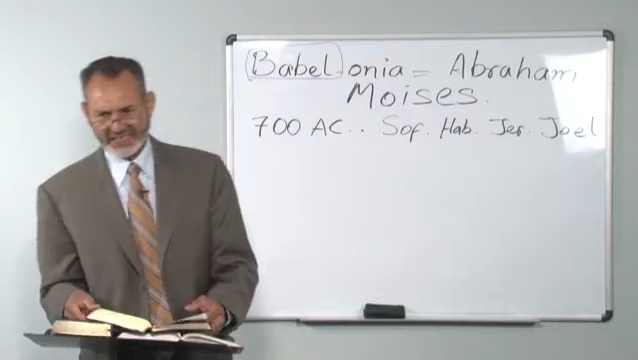 (Babel)onia = Abraham,
Moises.
700 AC.. Sof. Hab. Jer. Joel